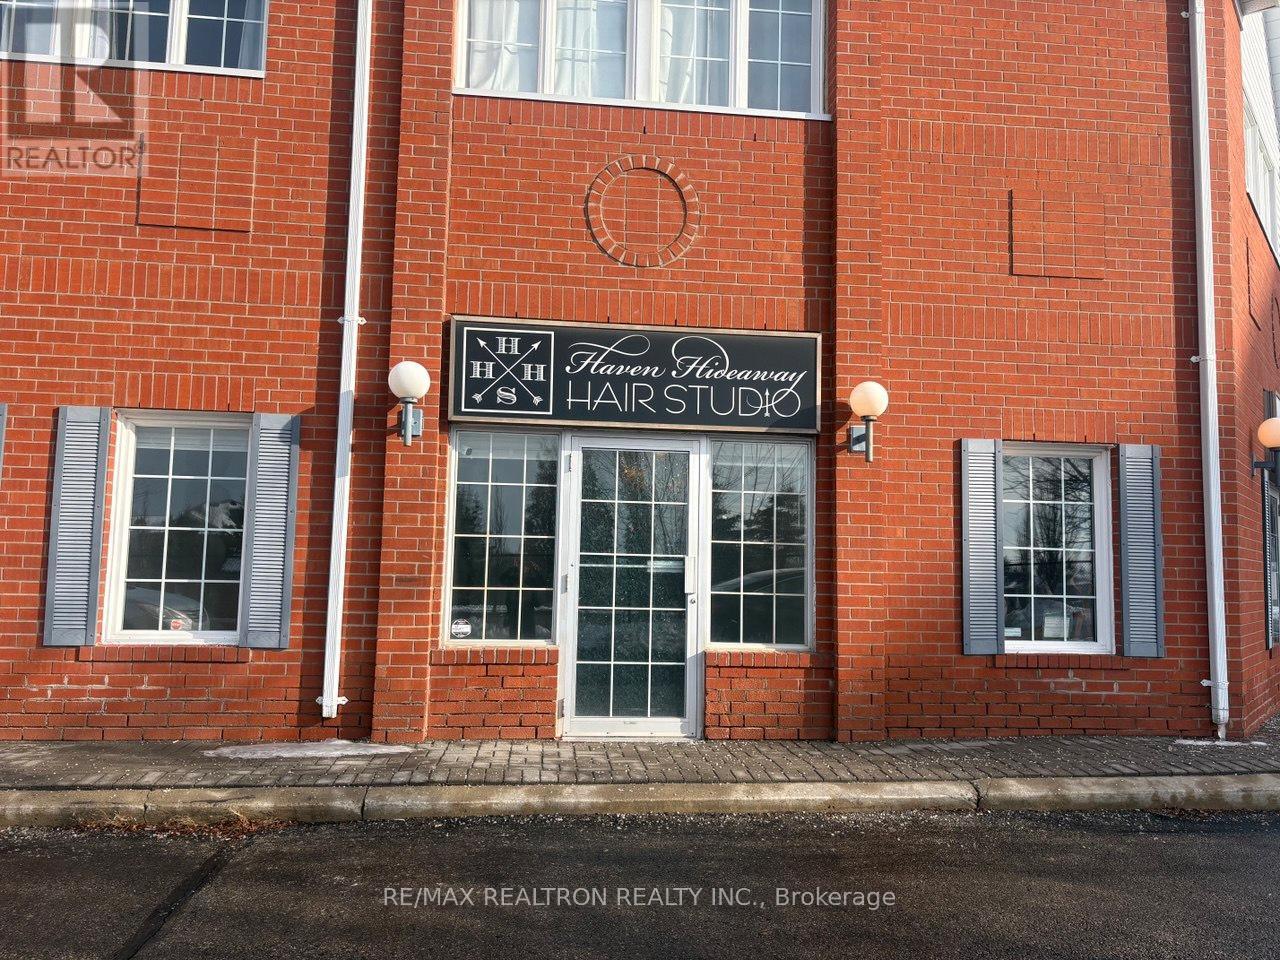 REALTOR
H
H H
S
Haven Hideaway
HAIR STUDIO
RE/MAX REALTRON REALTY INC., Brokerage